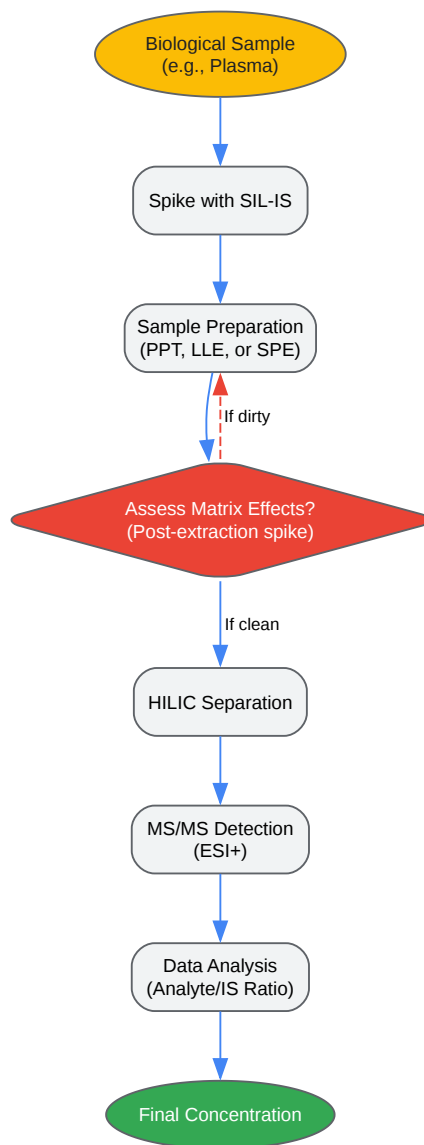 Biological Sample
(e.g., Plasma)
Spike with SIL-IS
Sample Preparation
(PPT, LLE, or SPE)
If dirty
Assess Matrix Effects?
(Post-extraction spike)
If clean
HILIC Separation
MS/MS Detection
(ESI+)
Data Analysis
(Analyte/IS Ratio)
Final Concentration